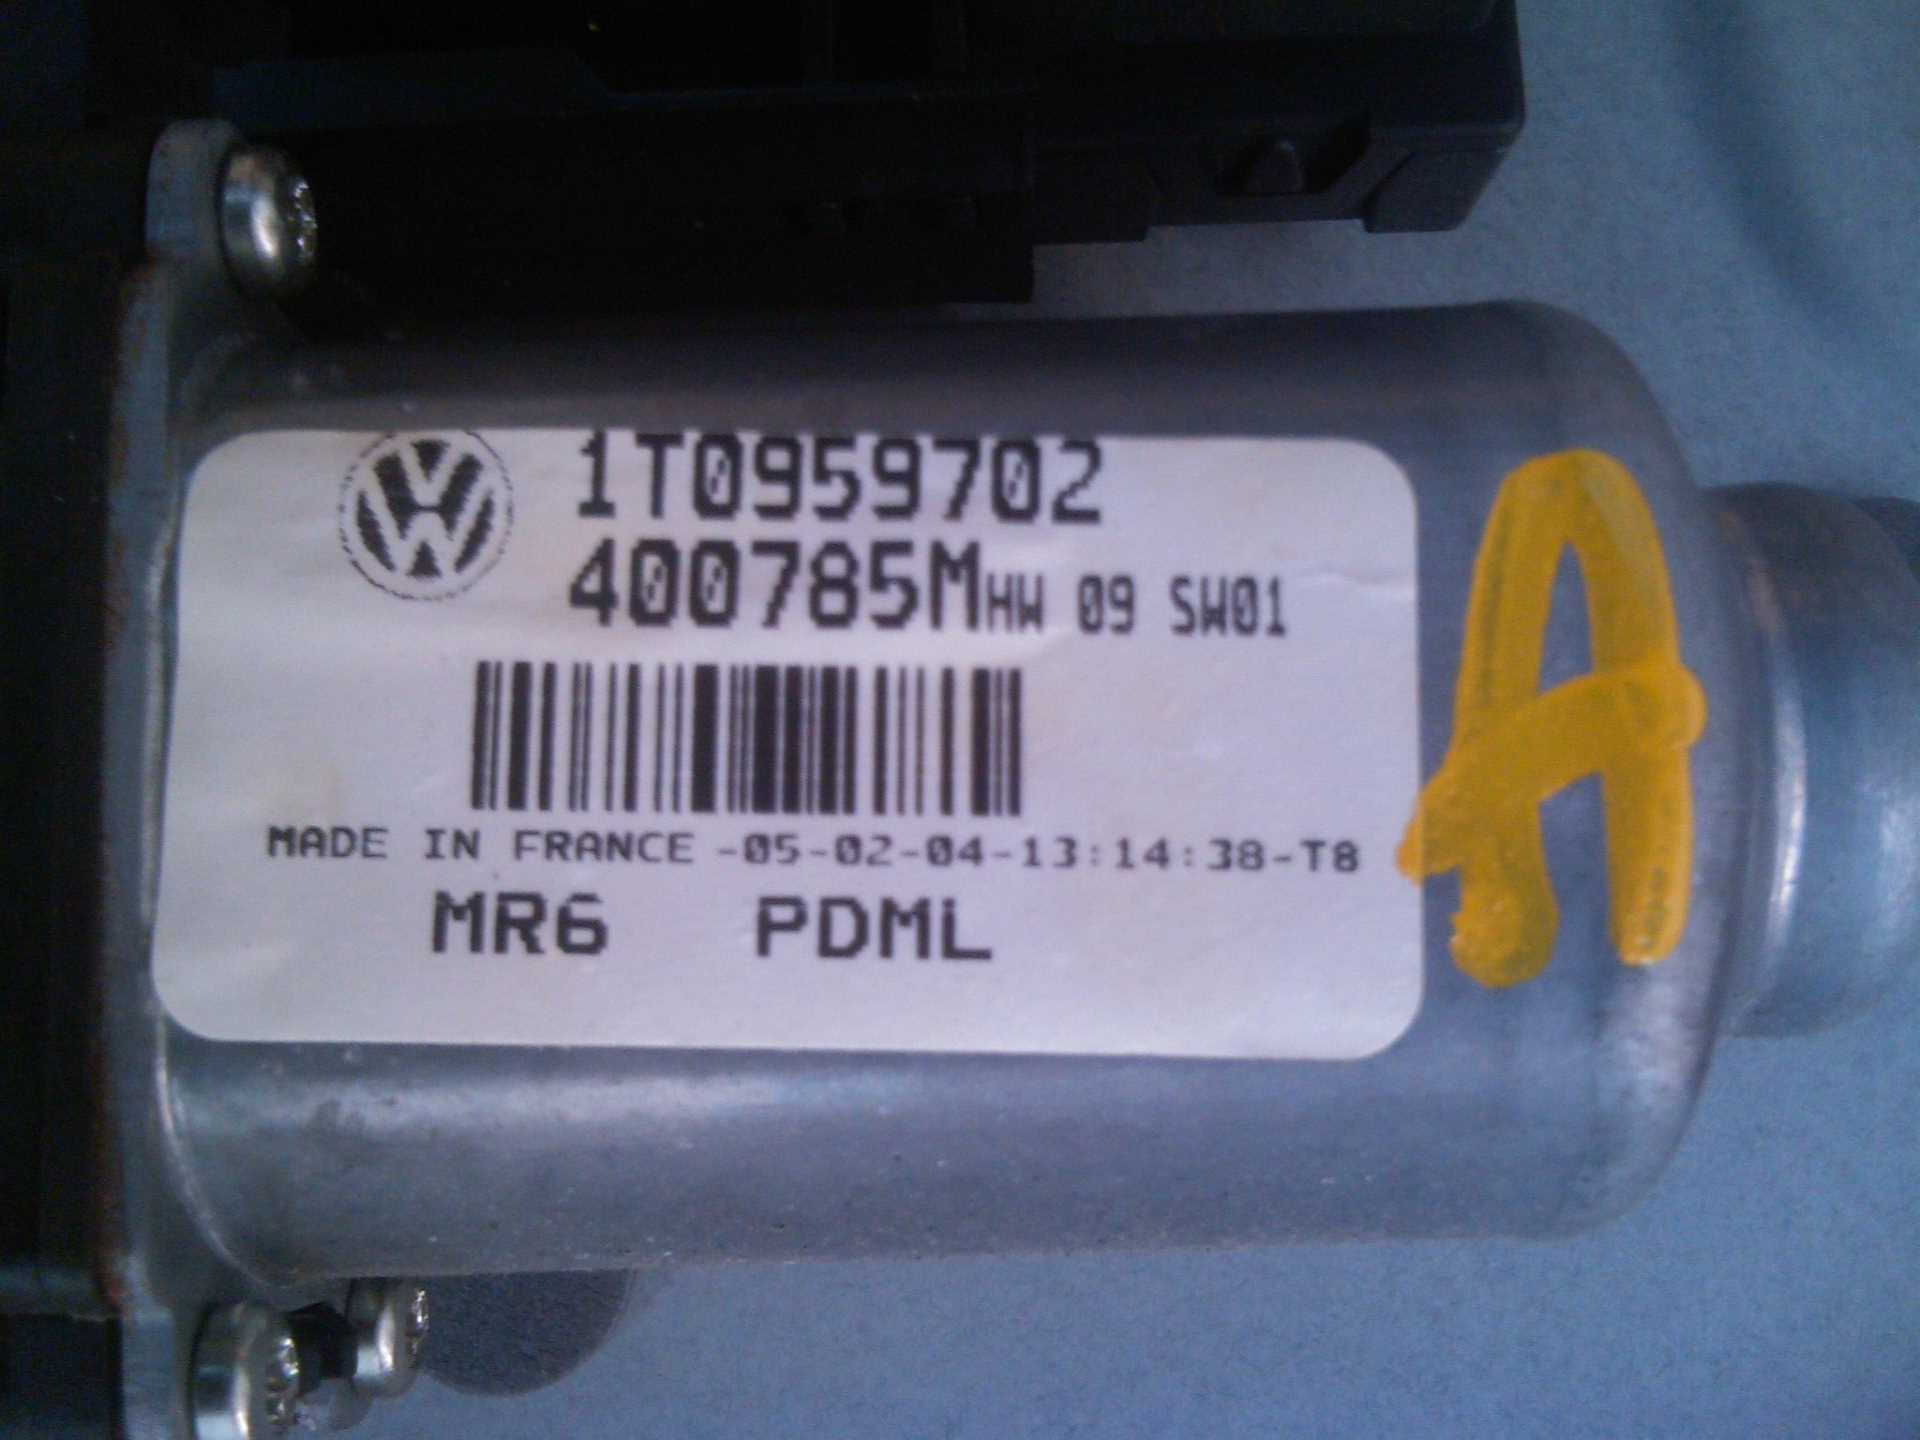 1T0959702
400785M HW 09 SW01
MADE IN FRANCE -05-02-04-13:14:38-T8
MR6 PDML
A